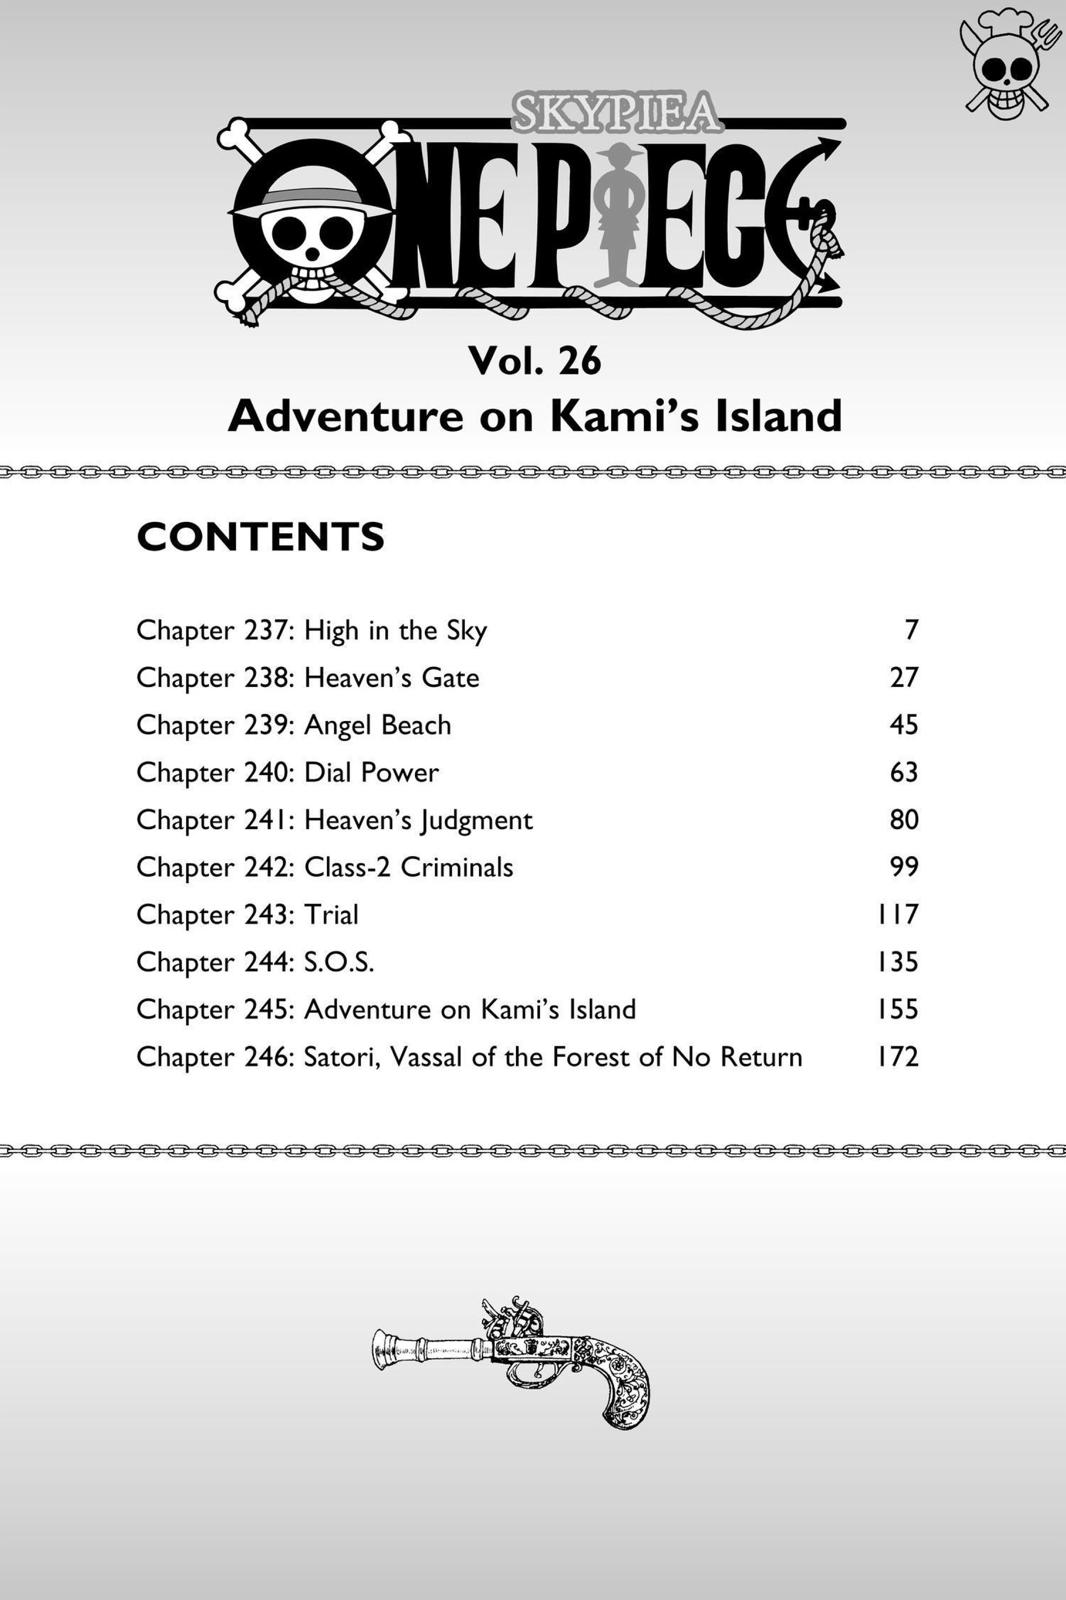 SKYPIEA
ONE PIECE
Vol. 26
Adventure on Kami's Island
CONTENTS
Chapter 237: High in the Sky 7
Chapter 238: Heaven's Gate 27
Chapter 239: Angel Beach 45
Chapter 240: Dial Power 63
Chapter 241: Heaven's Judgment 80
Chapter 242: Class-2 Criminals 99
Chapter 243: Trial 117
Chapter 244: S.O.S. 135
Chapter 245: Adventure on Kami's Island 155
Chapter 246: Satori, Vassal of the Forest of No Return 172